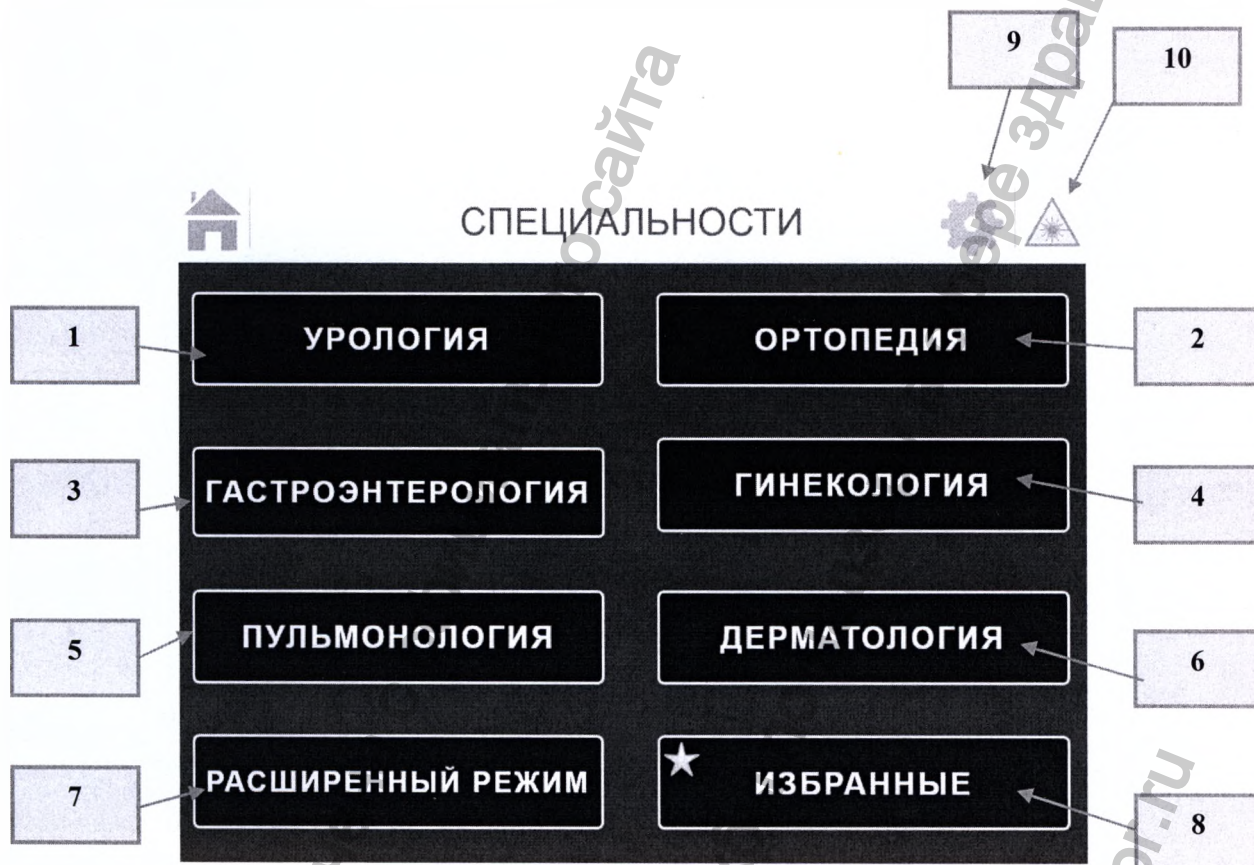 9
10
СПЕЦИАЛЬНОСТИ
1
УРОЛОГИЯ
ОРТОПЕДИЯ
2
3
ГАСТРОЭНТЕРОЛОГИЯ
ГИНЕКОЛОГИЯ
4
5
ПУЛЬМОНОЛОГИЯ
ДЕРМАТОЛОГИЯ
6
7
РАСШИРЕННЫЙ РЕЖИМ
ИЗБРАННЫЕ
8
сайта